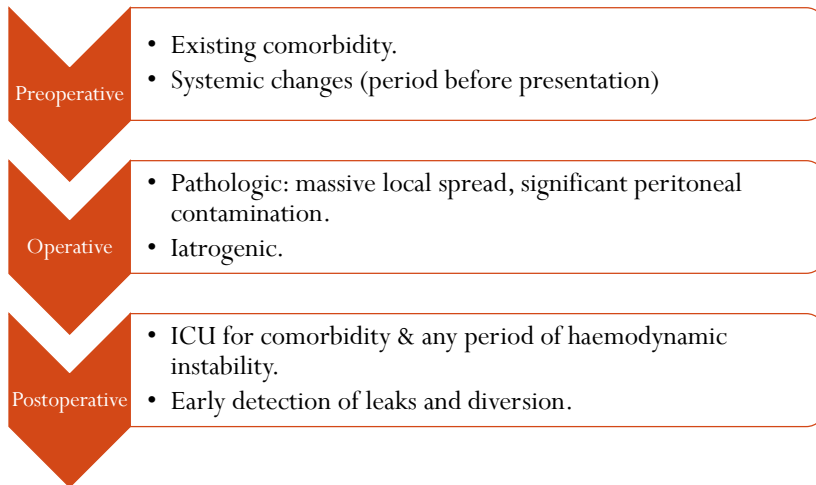 Preoperative
• Existing comorbidity.
• Systemic changes (period before presentation)
Operative
• Pathologic: massive local spread, significant peritoneal
contamination.
• Iatrogenic.
Postoperative
• ICU for comorbidity & any period of haemodynamic
instability.
• Early detection of leaks and diversion.